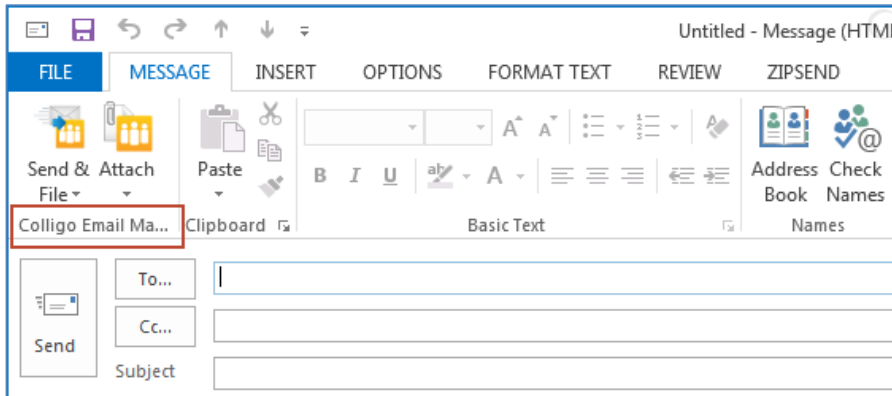 Untitled - Message (HTM
FILE MESSAGE INSERT OPTIONS FORMAT TEXT REVIEW ZIPSEND
Send & File
Attach
Paste
A A
B I U ab A
Address Book
Check Names
Colligo Email Ma... Clipboard Basic Text Names
To...
Cc...
Send
Subject